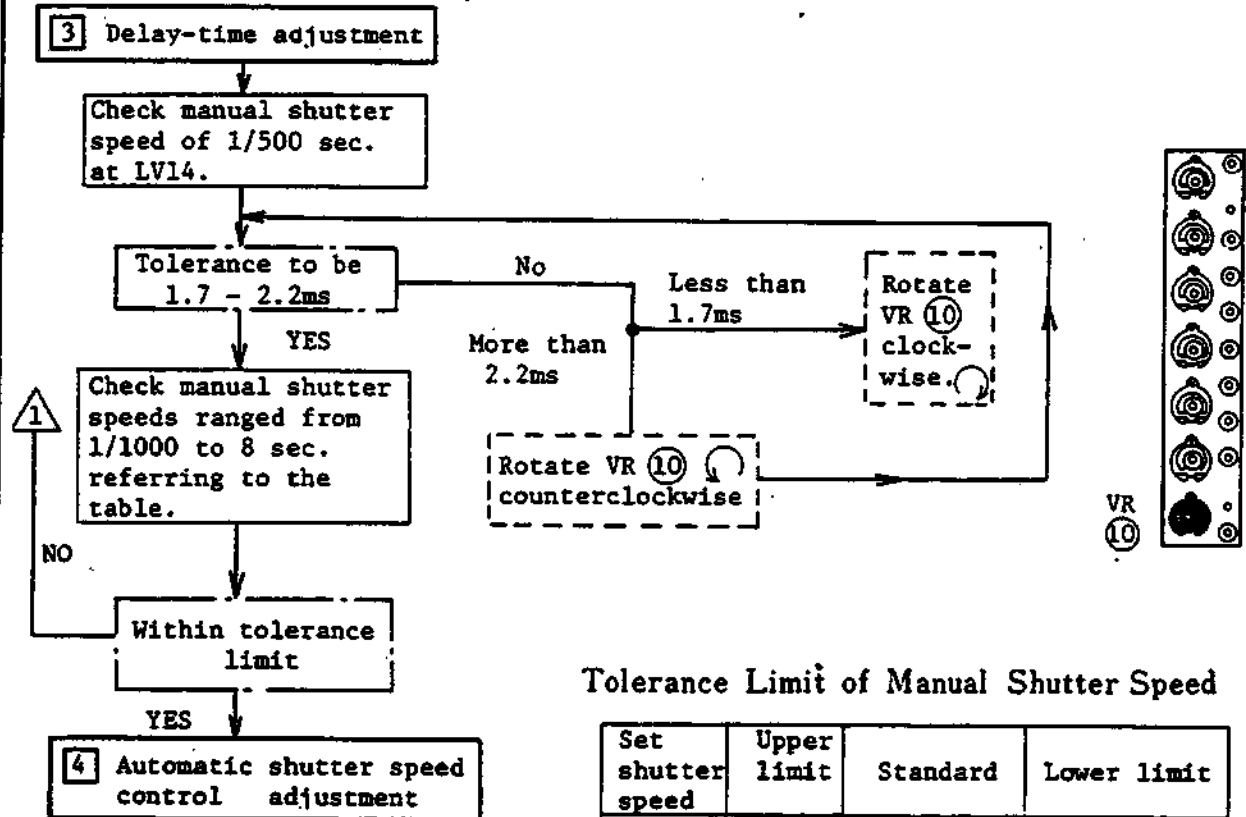 3 Delay-time adjustment
Check manual shutter
speed of 1/500 sec.
at LV14.
Tolerance to be
1.7 - 2.2ms
No
YES
Less than
1.7ms
Rotate
VR 10
clock-
wise.
More than
2.2ms
Rotate VR 10
counterclockwise
Check manual shutter
speeds ranged from
1/1000 to 8 sec.
referring to the
table.
1
NO
Within tolerance
limit
YES
4 Automatic shutter speed
control adjustment
VR
10
Tolerance Limit of Manual Shutter Speed
Set
shutter
speed
Upper
limit
Standard
Lower limit